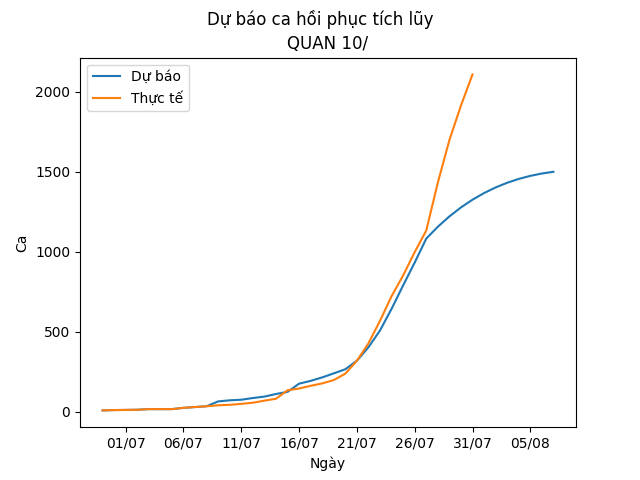 Dự báo ca hồi phục tích lũy
QUAN 10/
Dự báo
Thực tế
2000
1500
1000
500
0
Ca
01/07
06/07
11/07
16/07
21/07
26/07
31/07
05/08
Ngày